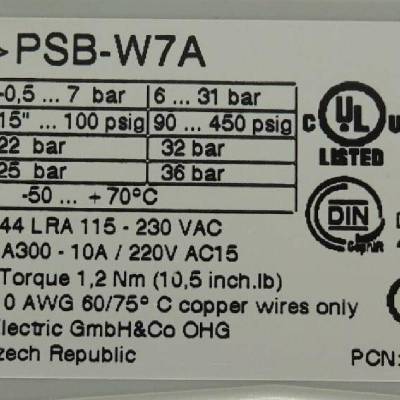 >PSB-W7A
-0,5 ... 7 bar 6 ... 31 bar
15" ... 100 psig 90 ... 450 psig
22 bar 32 bar
25 bar 36 bar
-50 ... +70°C
C UL U
LISTED
DIN
44 LRA 115 - 230 VAC
A300 - 10A / 220V AC15
Torque 1,2 Nm (10,5 inch.lb)
0 AWG 60/75° C copper wires only
Electric GmbH&Co OHG
zech Republic
PCN: